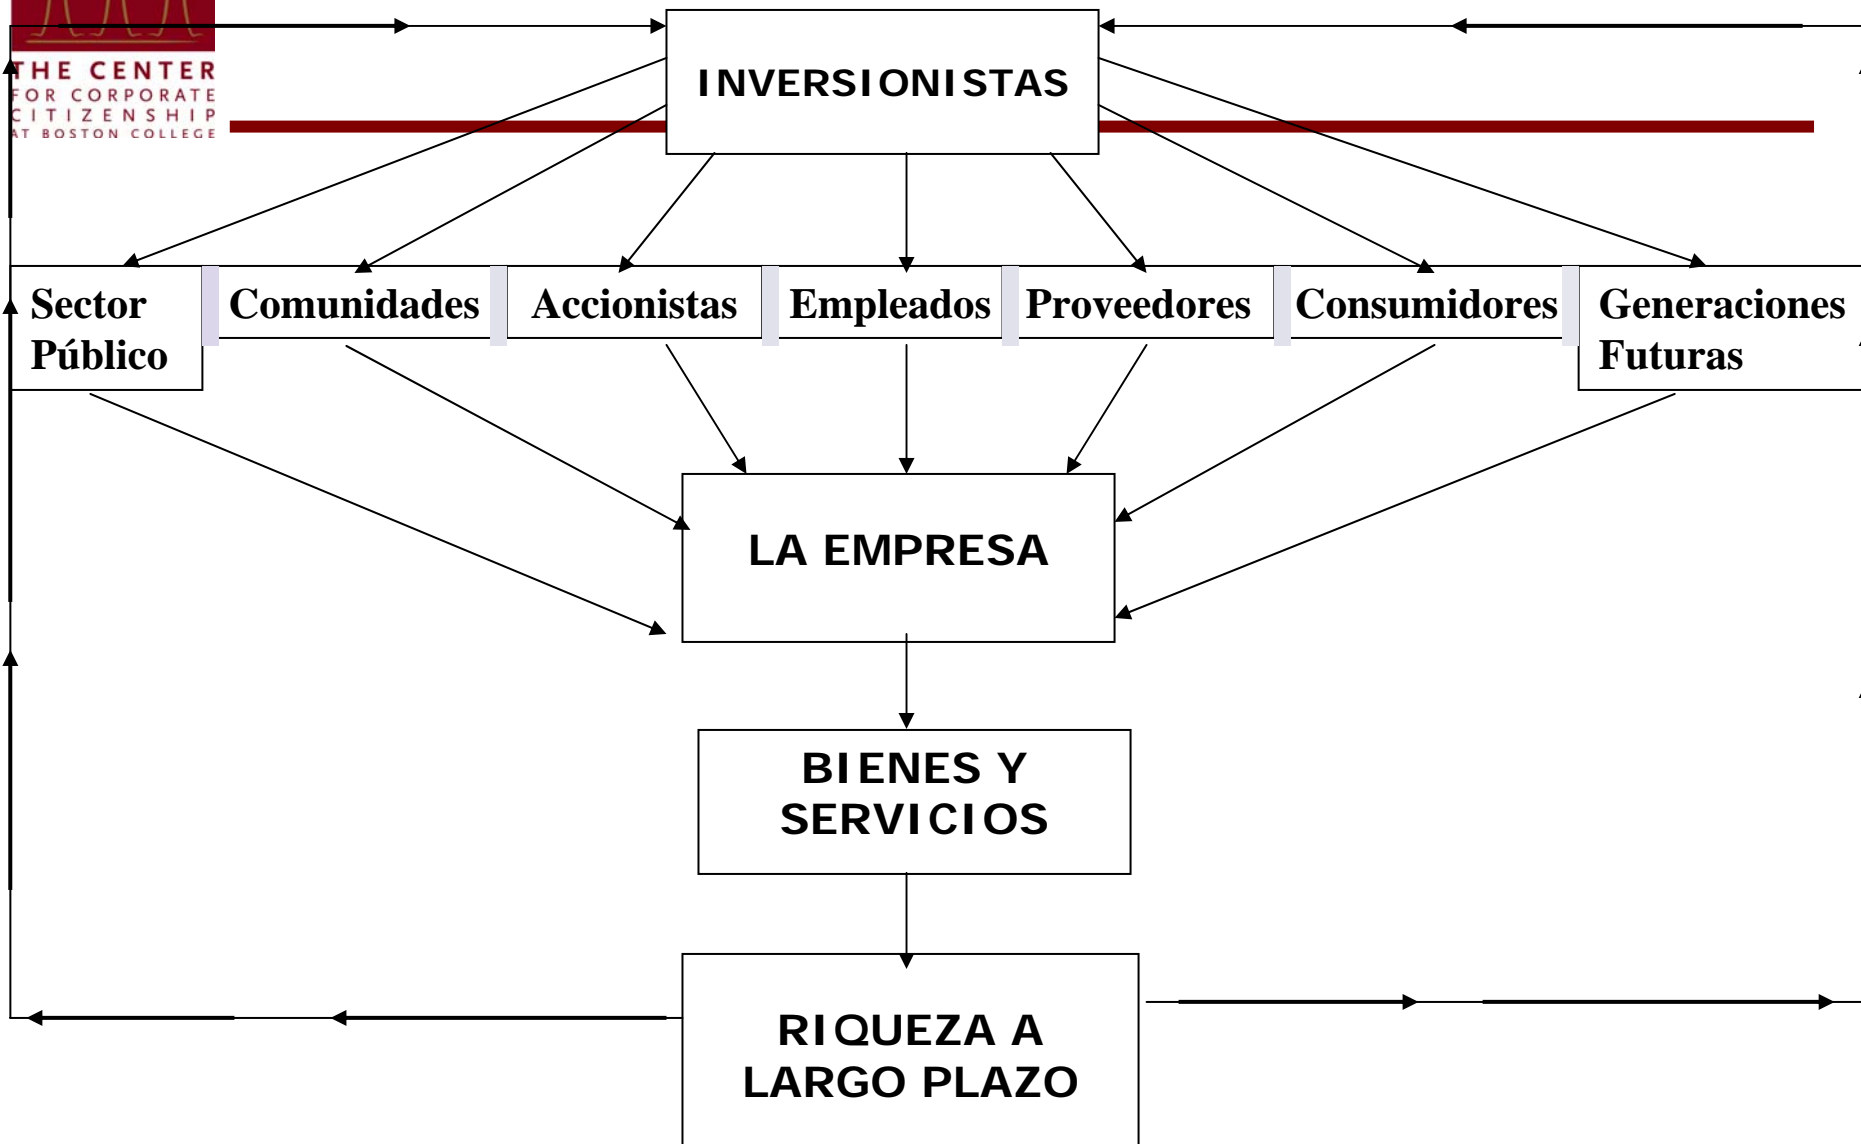 THE CENTER
FOR CORPORATE
CITIZENSHIP
AT BOSTON COLLEGE
INVERSIONISTAS
Sector
Público
Comunidades
Accionistas
Empleados
Proveedores
Consumidores
Generaciones
Futuras
LA EMPRESA
BIENES Y
SERVICIOS
RIQUEZA A
LARGO PLAZO